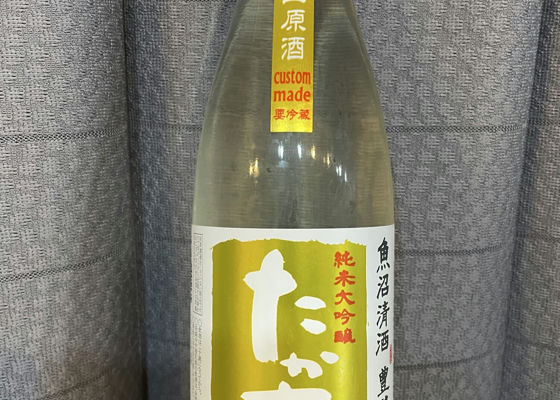 原酒
custom
made
要冷蔵
魚沼清酒
純米大吟醸
たか